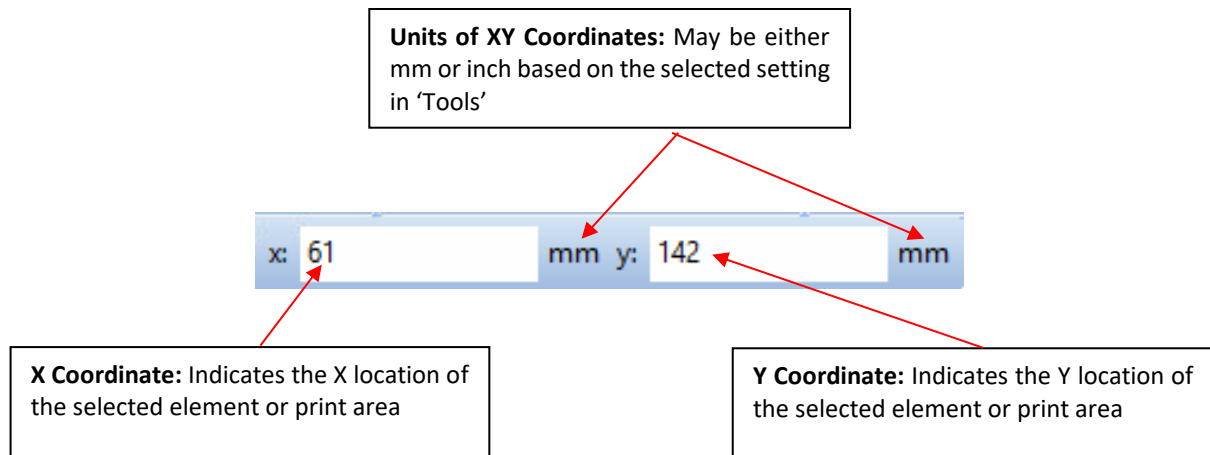 Units of XY Coordinates: May be either
mm or inch based on the selected setting
in ‘Tools’
x: 61 mm y: 142 mm
X Coordinate: Indicates the X location of
the selected element or print area
Y Coordinate: Indicates the Y location of
the selected element or print area